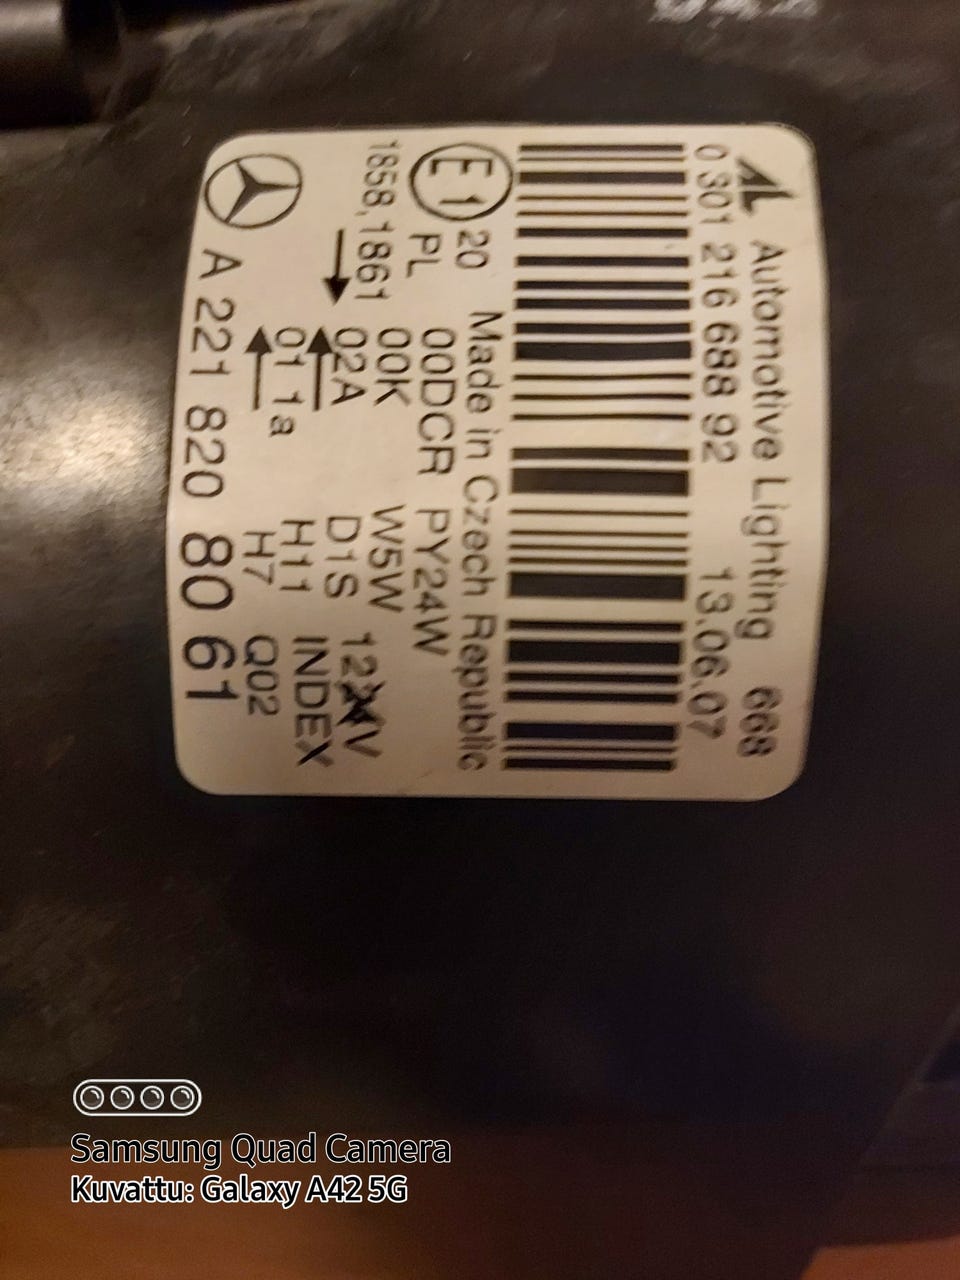 Automotive Lighting 668
0 301 216 688 92 13.06.07
Made in Czech Republic
E1 20 PL 00DCR PY24W
1858,1861 00K W5W
02A D1S 12V
01 1a H11 INDEX
H7 Q02
A 221 820 80 61
Samsung Quad Camera
Kuvattu: Galaxy A42 5G